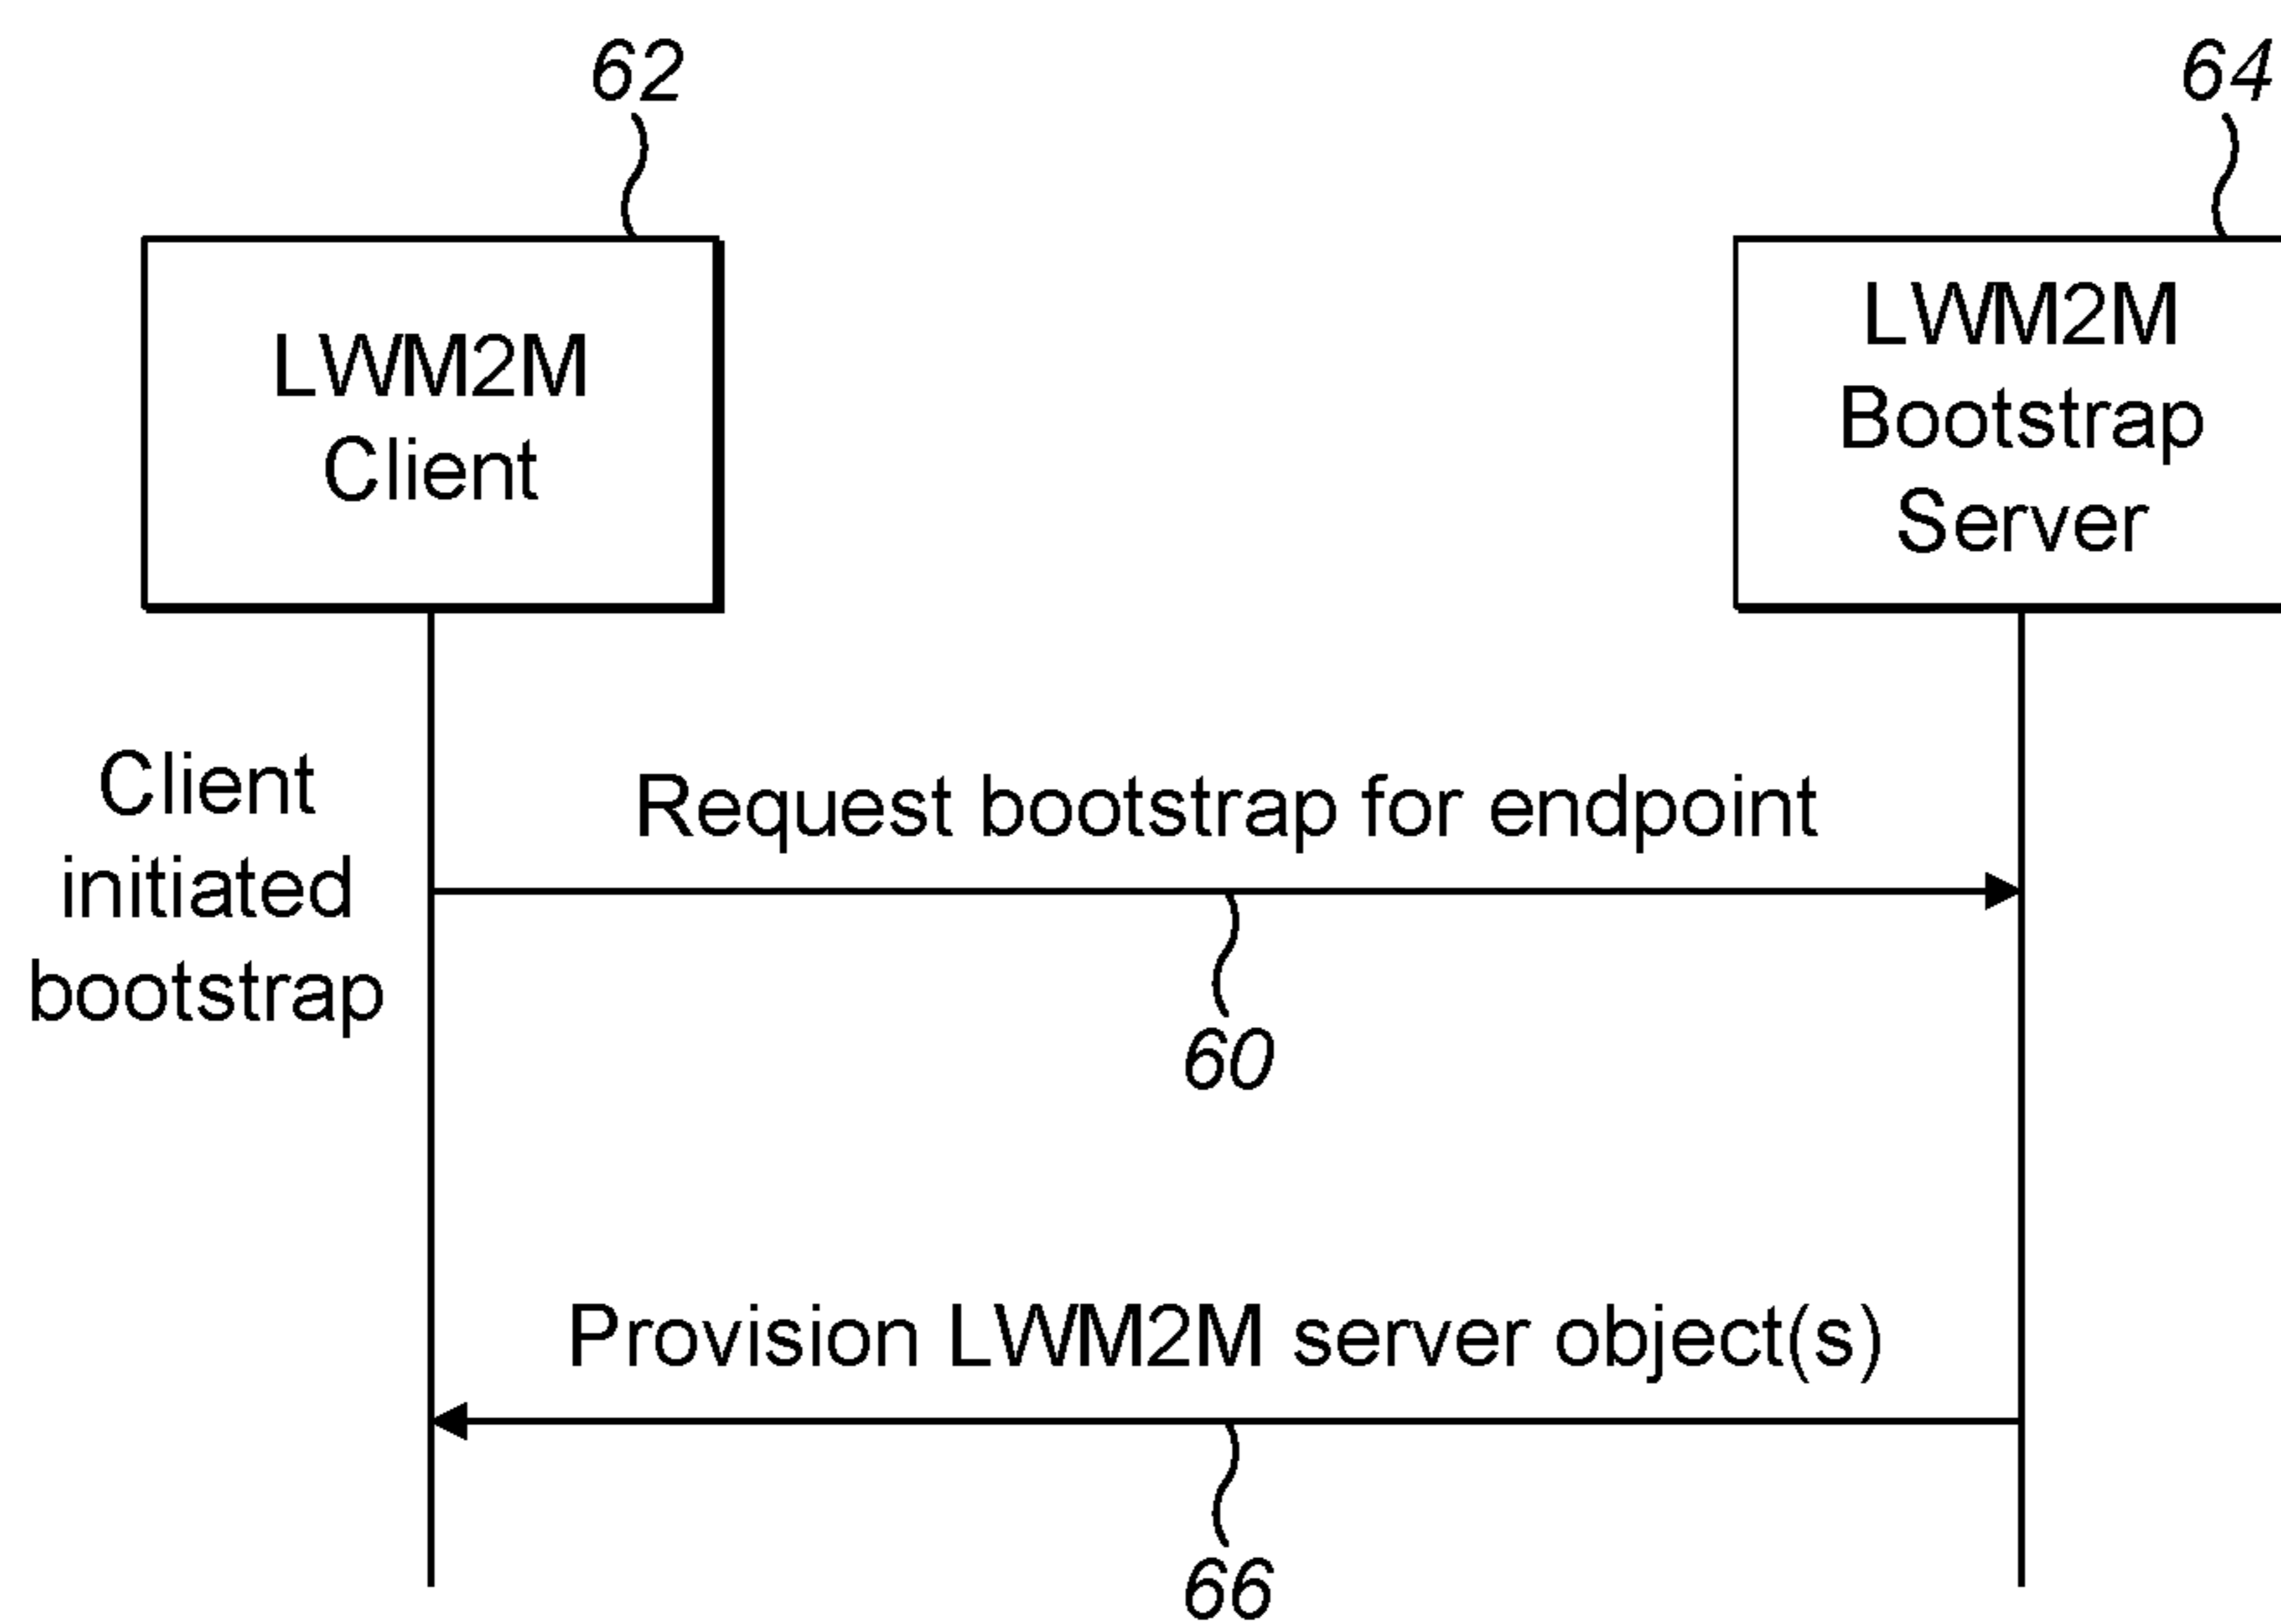 62
64
LWM2M
Client
LWM2M
Bootstrap
Server
Client
initiated
bootstrap
Request bootstrap for endpoint
60
Provision LWM2M server object(s)
66